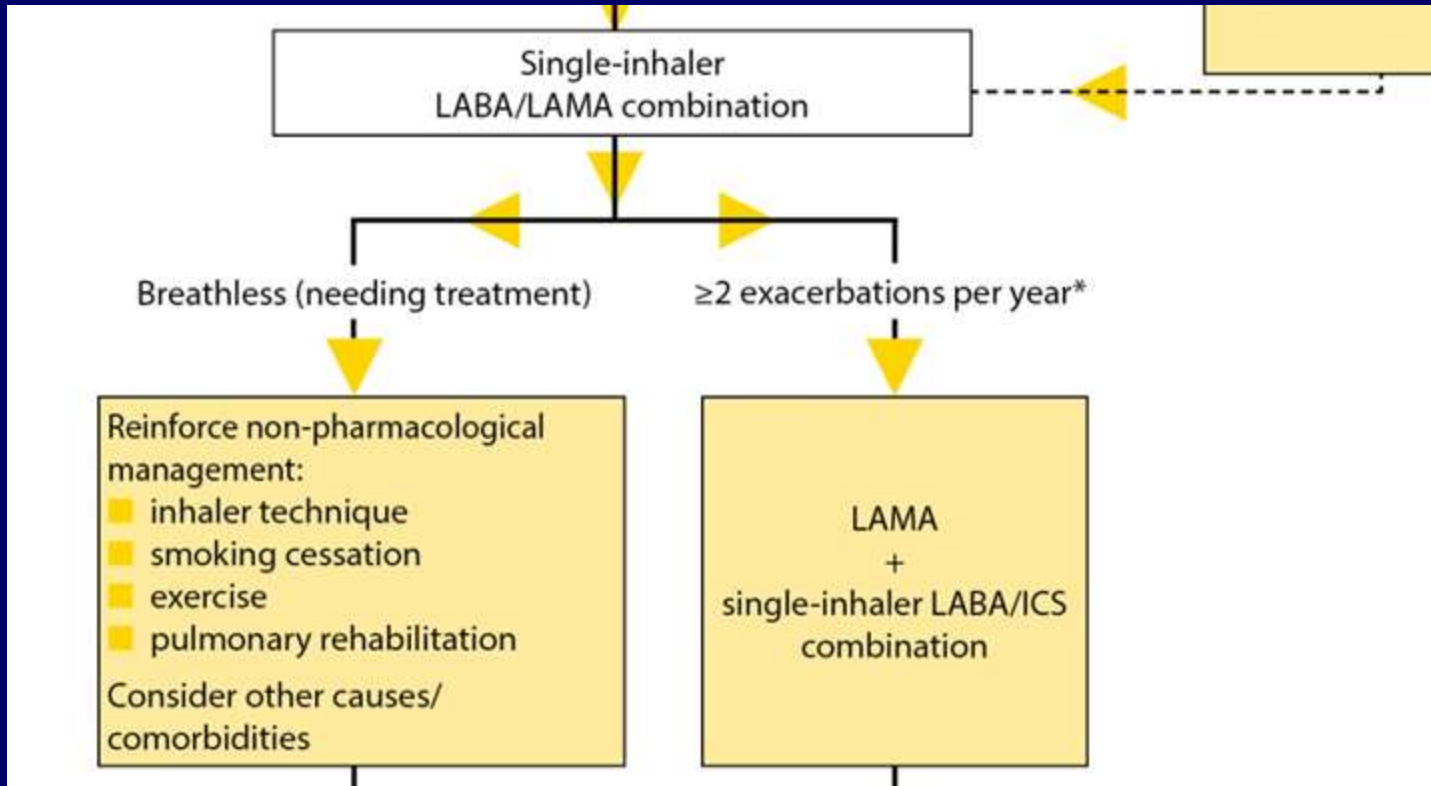 Single-inhaler
LABA/LAMA combination
Breathless (needing treatment)
≥2 exacerbations per year*
Reinforce non-pharmacological
management:
inhaler technique
smoking cessation
exercise
pulmonary rehabilitation
Consider other causes/
comorbidities
LAMA
+
single-inhaler LABA/ICS
combination